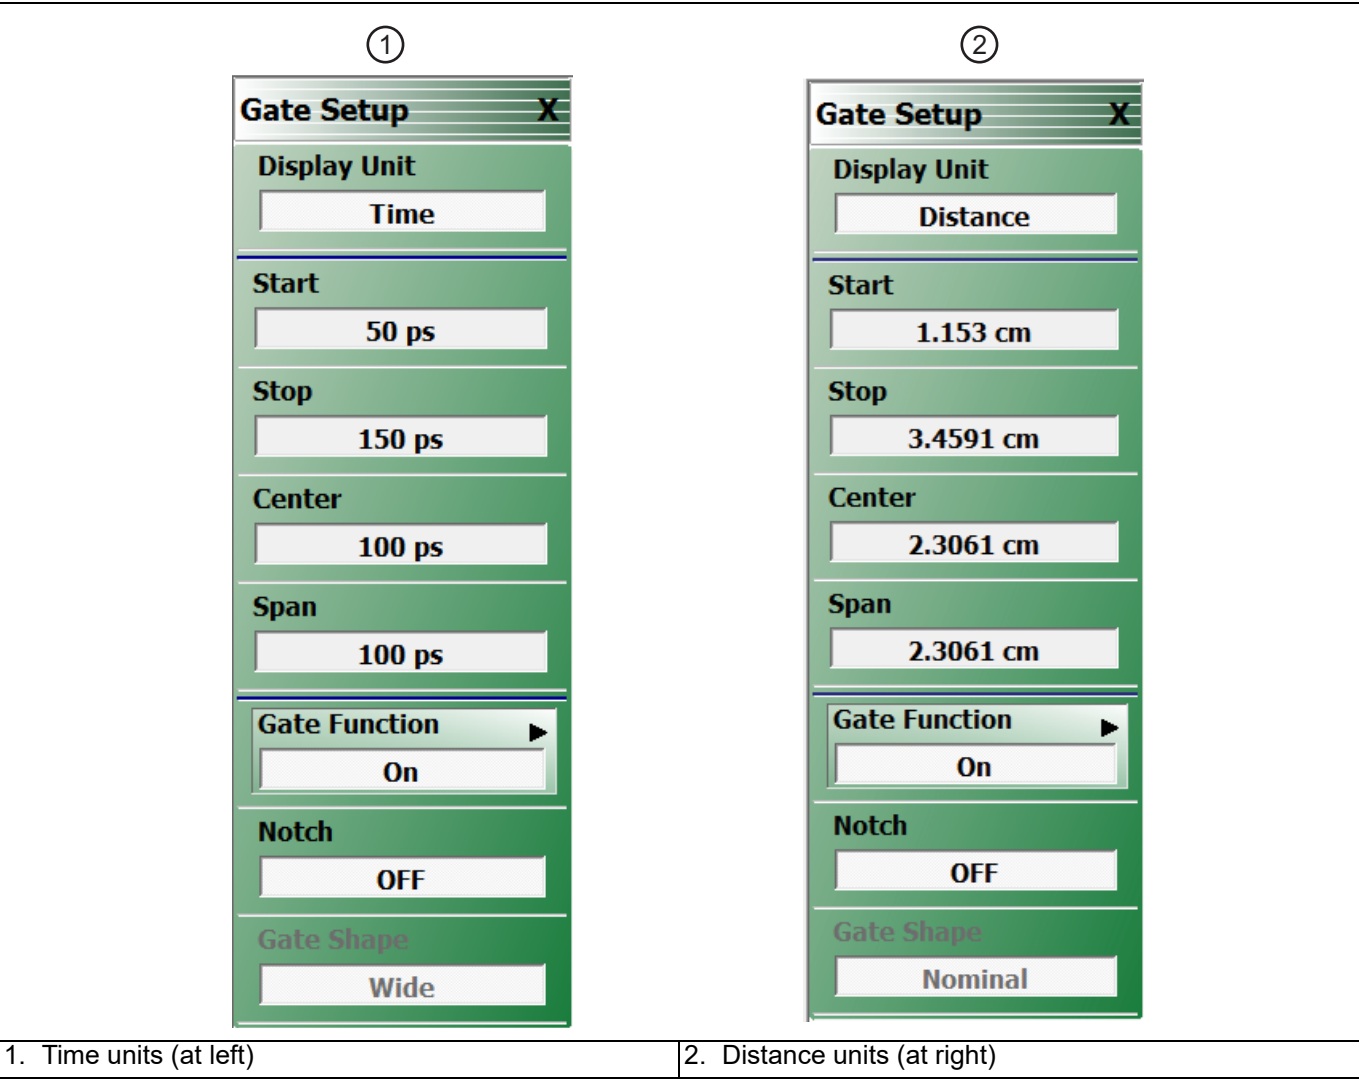 1
Gate Setup X
Display Unit
Time
Start
50 ps
Stop
150 ps
Center
100 ps
Span
100 ps
Gate Function
On
Notch
OFF
Gate Shape
Wide
2
Gate Setup X
Display Unit
Distance
Start
1.153 cm
Stop
3.4591 cm
Center
2.3061 cm
Span
2.3061 cm
Gate Function
On
Notch
OFF
Gate Shape
Nominal
1. Time units (at left)
2. Distance units (at right)